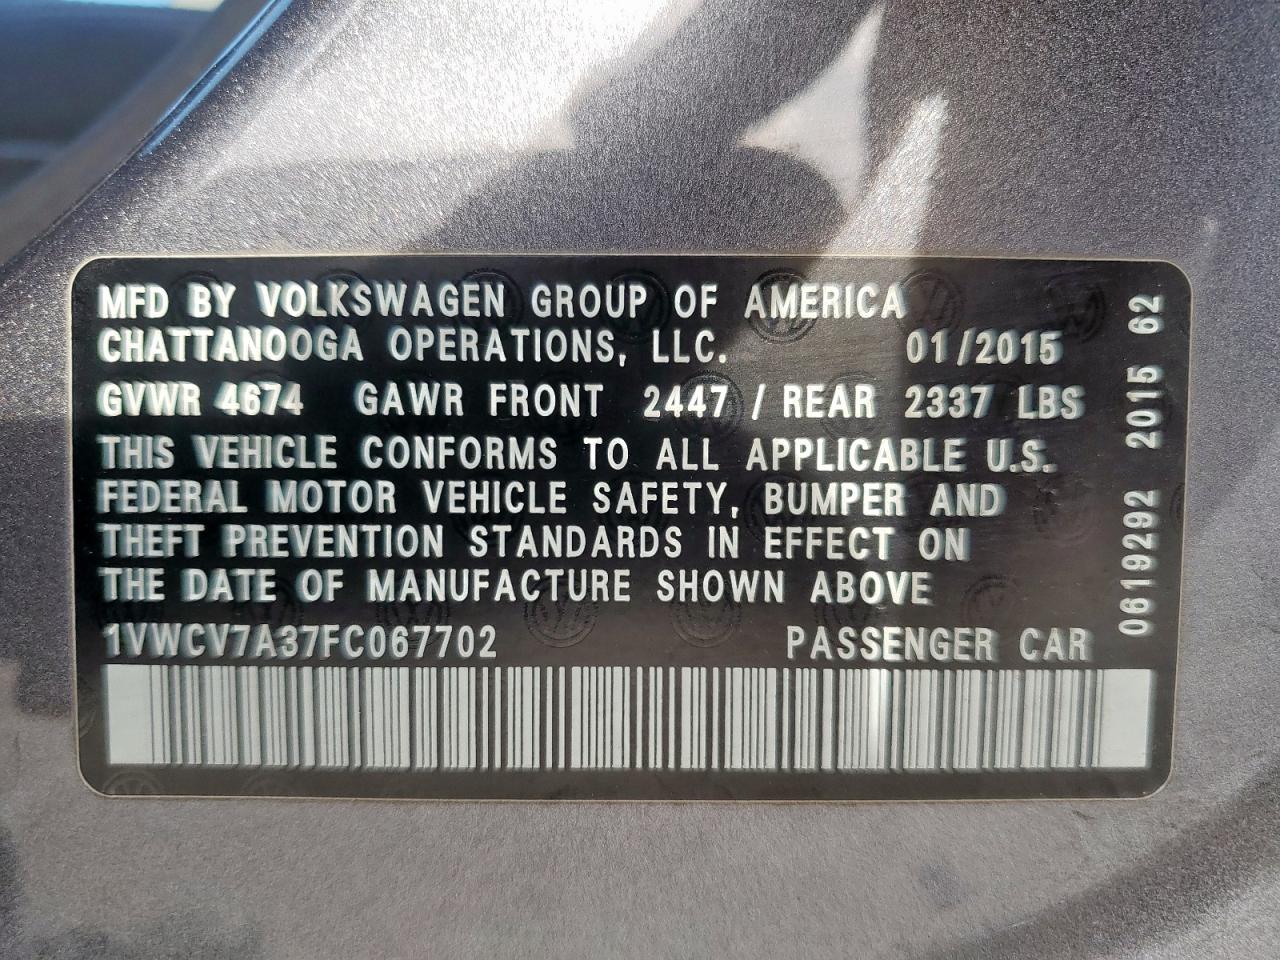 MFD BY VOLKSWAGEN GROUP OF AMERICA
CHATTANOOGA OPERATIONS, LLC. 01/2015
GVWR 4674 GAWR FRONT 2447 / REAR 2337 LBS
THIS VEHICLE CONFORMS TO ALL APPLICABLE U.S.
FEDERAL MOTOR VEHICLE SAFETY, BUMPER AND
THEFT PREVENTION STANDARDS IN EFFECT ON
THE DATE OF MANUFACTURE SHOWN ABOVE
1VWCV7A37FC067702 PASSENGER CAR
0619292 2015 62